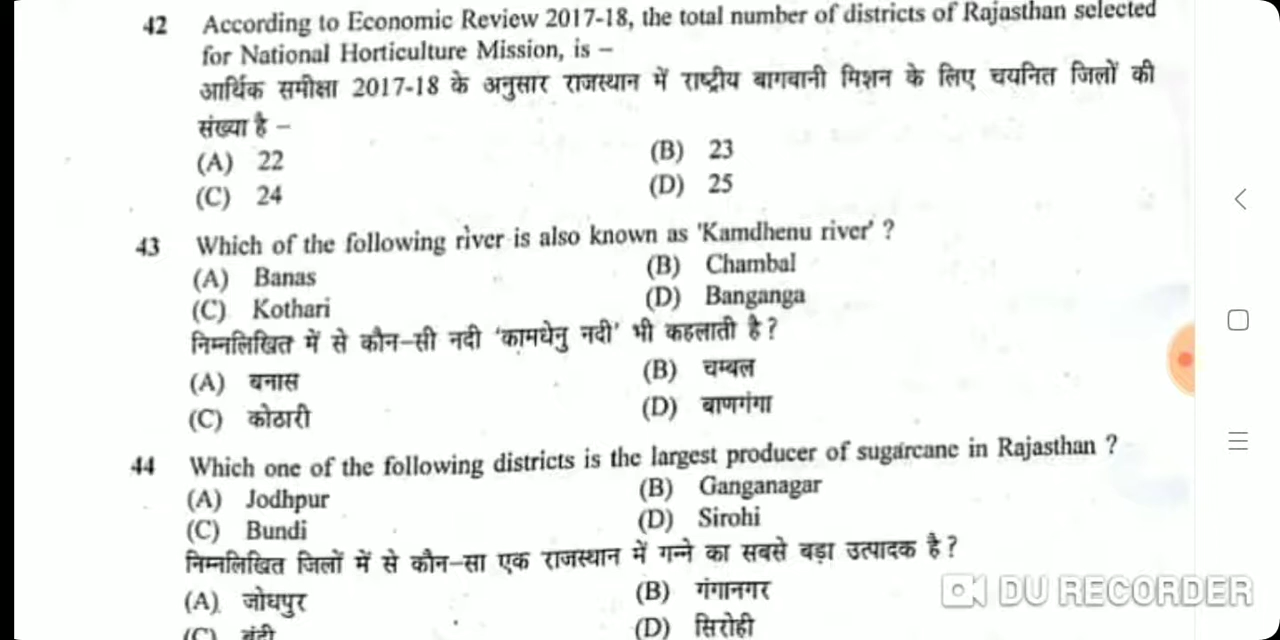 42 According to Economic Review 2017-18, the total number of districts of Rajasthan selected
for National Horticulture Mission, is –
आर्थिक समीक्षा 2017-18 के अनुसार राजस्थान में राष्ट्रीय बागवानी मिशन के लिए चयनित जिलों की
संख्या है –
(A) 22 (B) 23
(C) 24 (D) 25
43 Which of the following river is also known as 'Kamdhenu river' ?
(A) Banas (B) Chambal
(C) Kothari (D) Banganga
निम्नलिखित में से कौन-सी नदी ‘कामधेनु नदी’ भी कहलाती है ?
(A) बनास (B) चम्बल
(C) कोठारी (D) बाणगंगा
44 Which one of the following districts is the largest producer of sugarcane in Rajasthan ?
(A) Jodhpur (B) Ganganagar
(C) Bundi (D) Sirohi
निम्नलिखित जिलों में से कौन-सा एक राजस्थान में गन्ने का सबसे बड़ा उत्पादक है ?
(A) जोधपुर (B) गंगानगर
(C) बूंदी (D) सिरोही
DU RECORDER